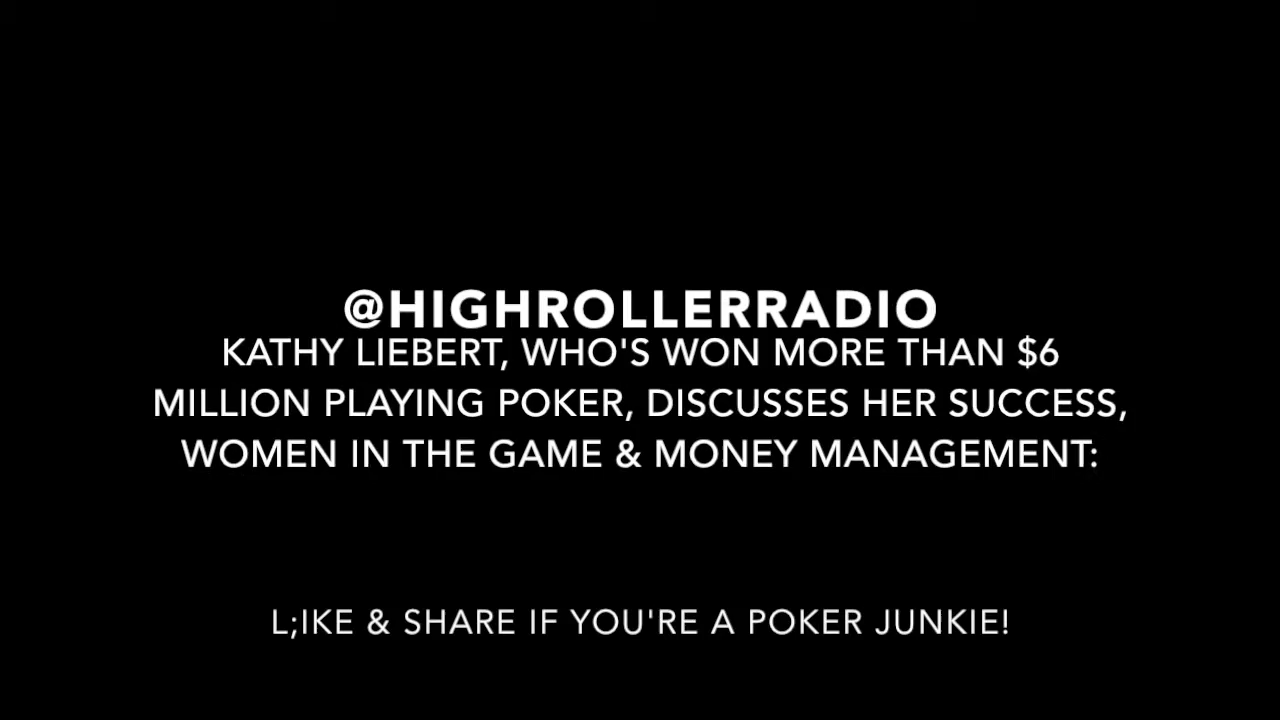 @HIGHROLLERRADIO
KATHY LIEBERT, WHO'S WON MORE THAN $6
MILLION PLAYING POKER, DISCUSSES HER SUCCESS,
WOMEN IN THE GAME & MONEY MANAGEMENT:
L;IKE & SHARE IF YOU'RE A POKER JUNKIE!